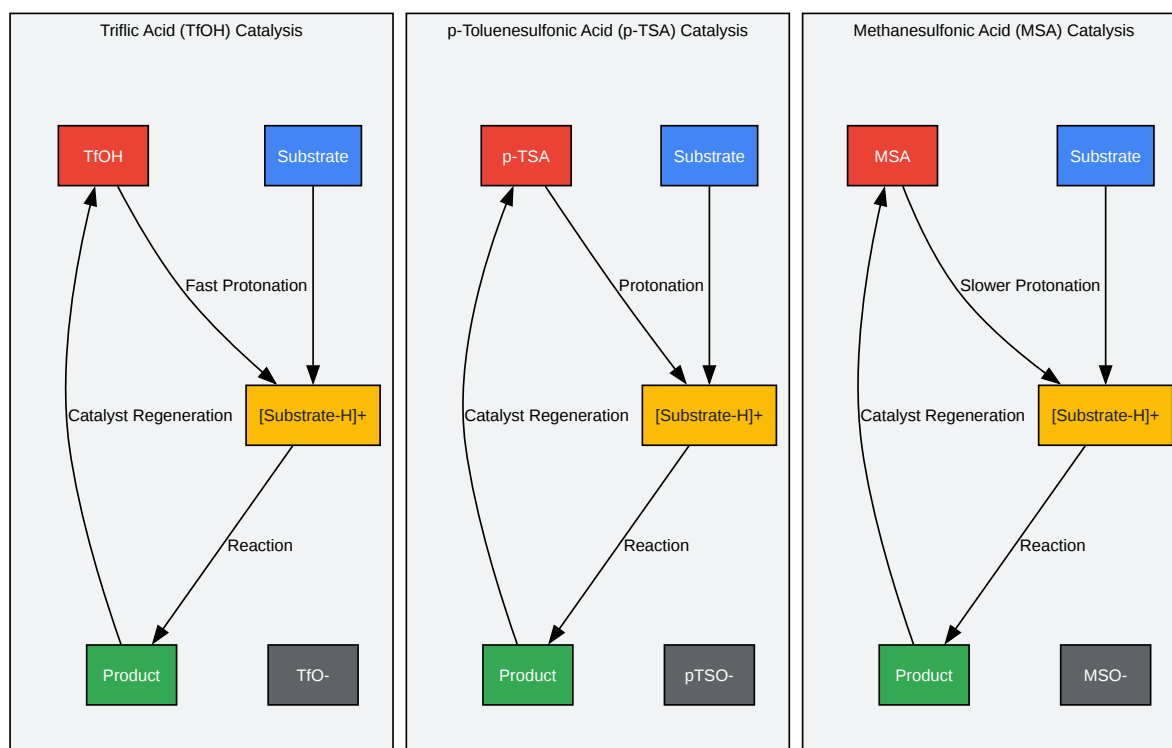 Triflic Acid (TfOH) Catalysis
TfOH
Substrate
Fast Protonation
[Substrate-H]+
Catalyst Regeneration
Reaction
Product
TfO-
p-Toluenesulfonic Acid (p-TSA) Catalysis
p-TSA
Substrate
Protonation
[Substrate-H]+
Catalyst Regeneration
Reaction
Product
pTSO-
Methanesulfonic Acid (MSA) Catalysis
MSA
Substrate
Slower Protonation
[Substrate-H]+
Catalyst Regeneration
Reaction
Product
MSO-